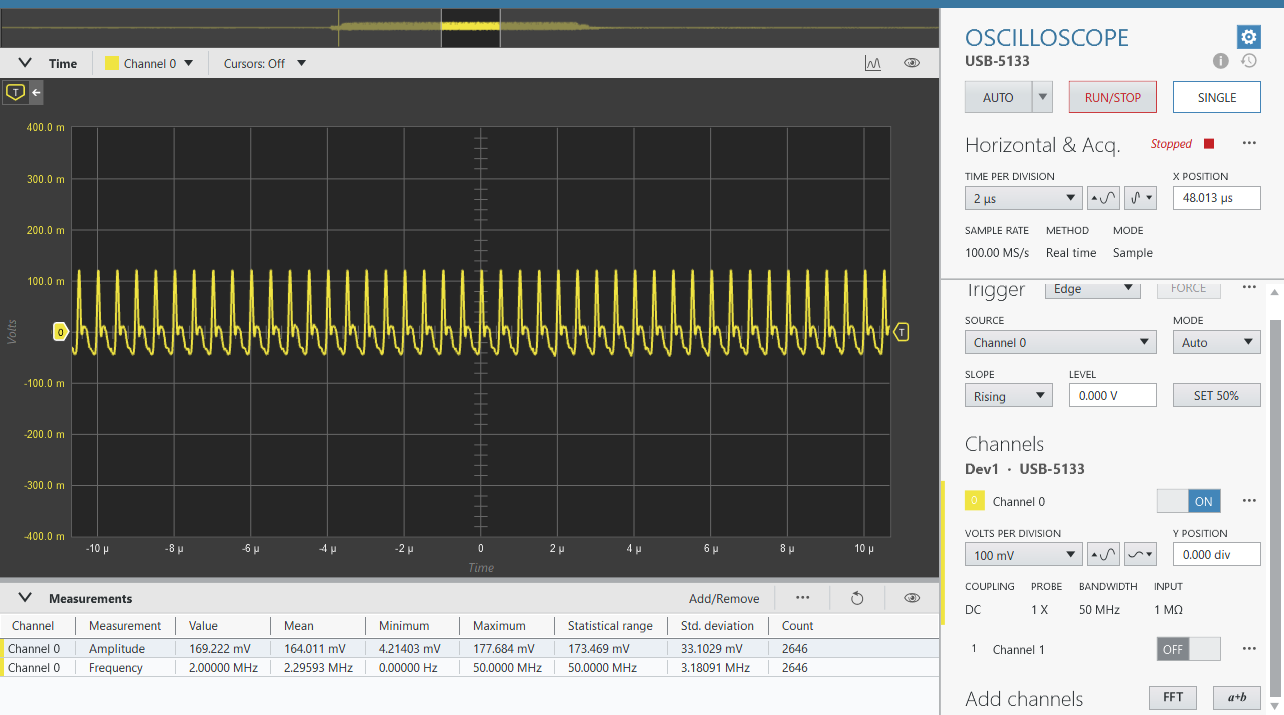 Time
Channel 0
Cursors: Off
T
400.0 m
300.0 m
200.0 m
100.0 m
0
T
-100.0 m
-200.0 m
-300.0 m
-400.0 m
Volts
-10 µ -8 µ -6 µ -4 µ -2 µ 0 2 µ 4 µ 6 µ 8 µ 10 µ
Time
Measurements
Add/Remove
Channel Measurement Value Mean Minimum Maximum Statistical range Std. deviation Count
Channel 0 Amplitude 169.222 mV 164.011 mV 4.21403 mV 177.684 mV 173.469 mV 33.1029 mV 2646
Channel 0 Frequency 2.00000 MHz 2.29593 MHz 0.00000 Hz 50.0000 MHz 50.0000 MHz 3.18091 MHz 2646
OSCILLOSCOPE
USB-5133
AUTO RUN/STOP SINGLE
Horizontal & Acq. Stopped
TIME PER DIVISION X POSITION
2 µs 48.013 µs
SAMPLE RATE METHOD MODE
100.00 MS/s Real time Sample
Trigger Edge FORCE
SOURCE MODE
Channel 0 Auto
SLOPE LEVEL
Rising 0.000 V SET 50%
Channels
Dev1 · USB-5133
0 Channel 0 ON
VOLTS PER DIVISION Y POSITION
100 mV 0.000 div
COUPLING PROBE BANDWIDTH INPUT
DC 1 X 50 MHz 1 MΩ
1 Channel 1 OFF
Add channels FFT a+b